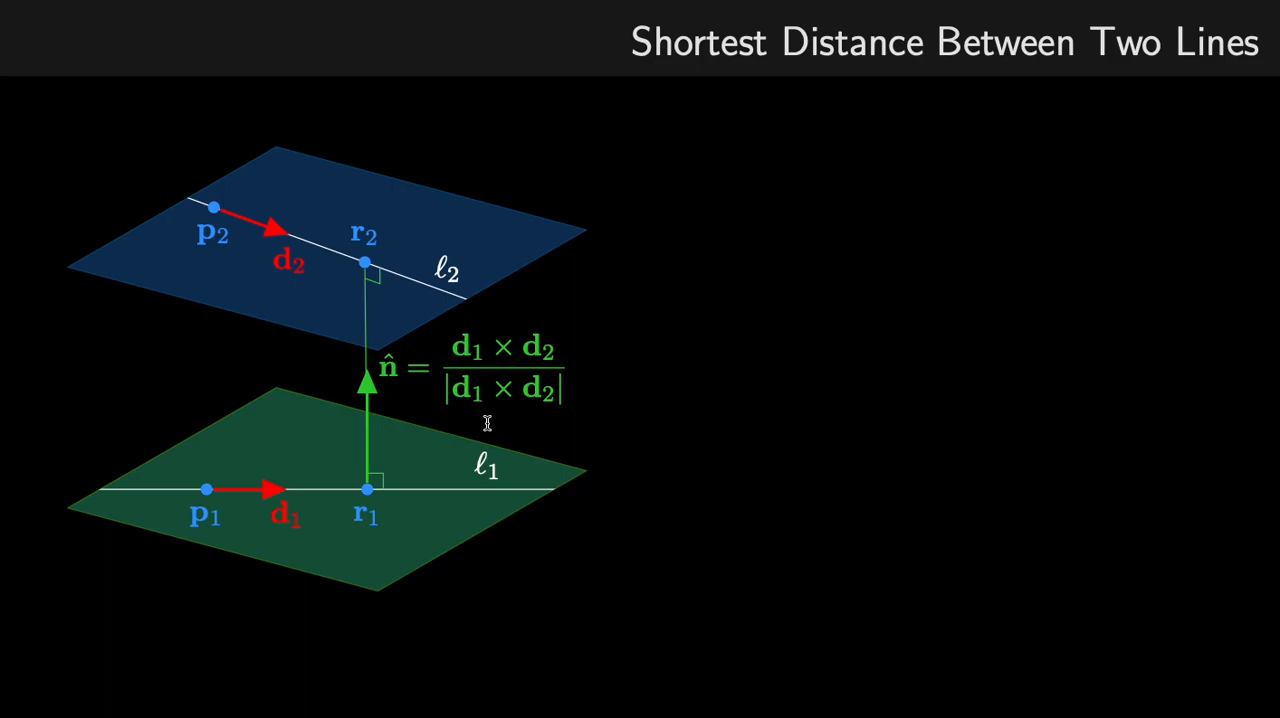 Shortest Distance Between Two Lines
p₂
d₂
r₂
ℓ₂
n̂ = d₁ × d₂ / |d₁ × d₂|
ℓ₁
p₁
d₁
r₁